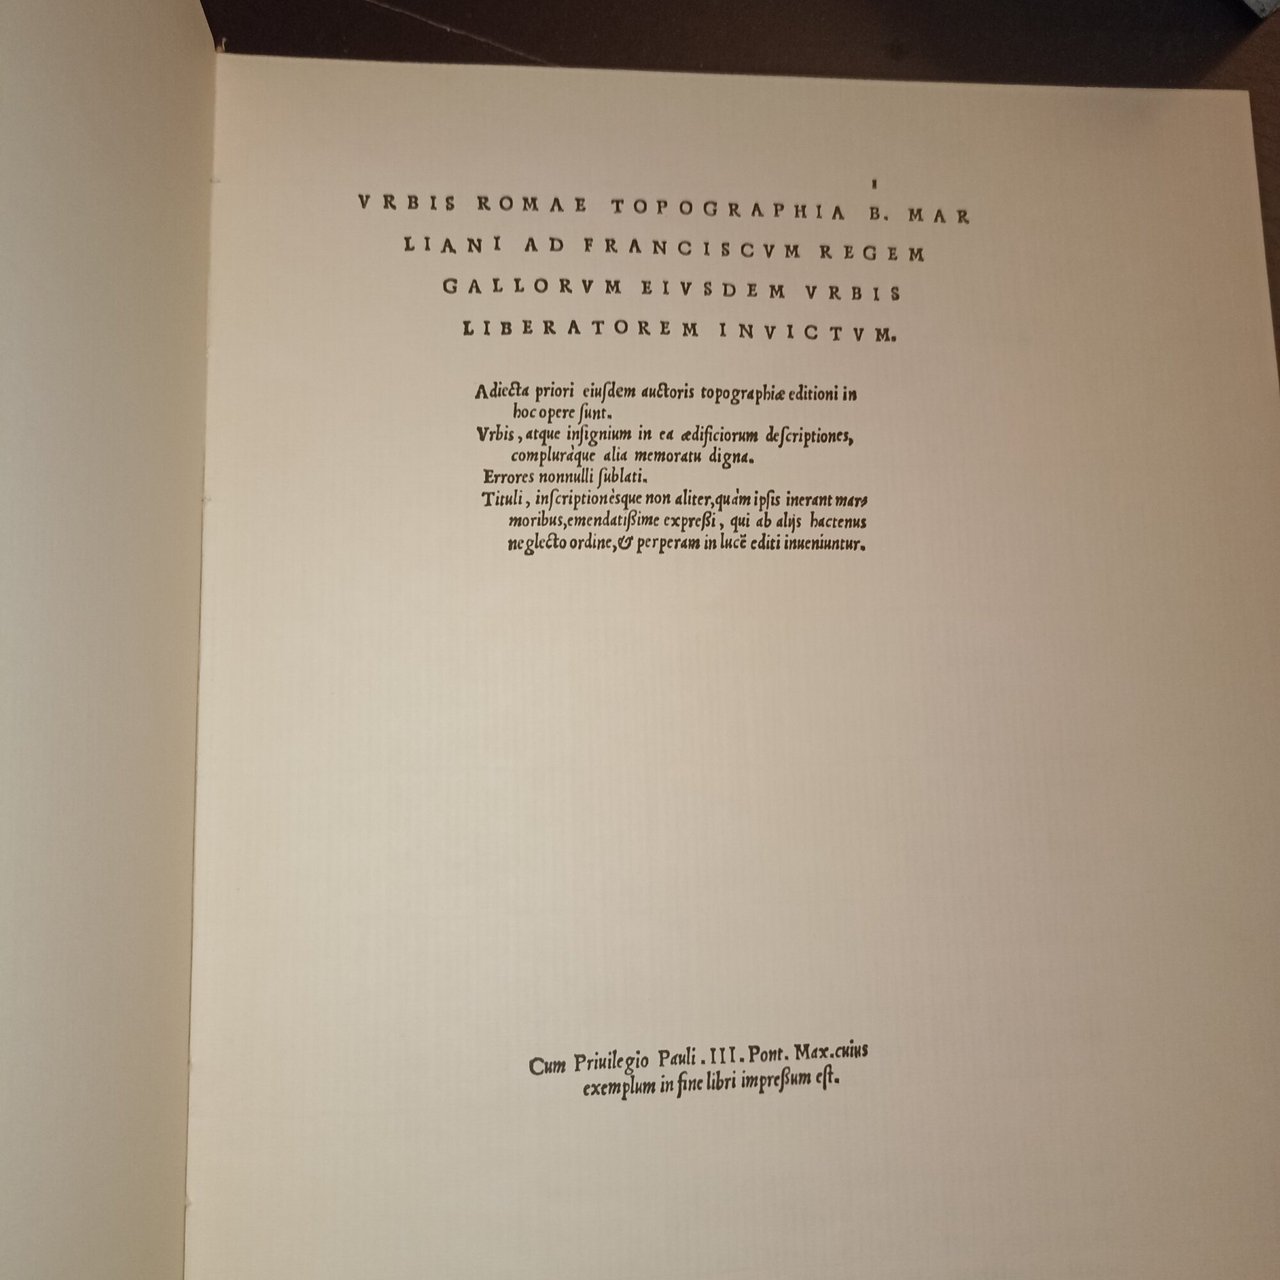 VRBIS ROMAE TOPOGRAPHIA B. MAR
LIANI AD FRANCISCVM REGEM
GALLORVM EIVSDEM VRBIS
LIBERATOREM INVICTVM.
Adiecta priori eiuſdem auctoris topographiæ editioni in
hoc opere ſunt.
Vrbis, atque inſignium in ea ædificiorum deſcriptiones,
compluràque alia memoratu digna.
Errores nonnulli ſublati.
Tituli, inſcriptionèsque non aliter, quàm ipſis inerant mar-
moribus, emendatißime expreßi, qui ab alijs hactenus
neglecto ordine, & perperam in lucē editi inueniuntur.
Cum Priuilegio Pauli .III. Pont. Max. cuius
exemplum in fine libri impreßum eſt.